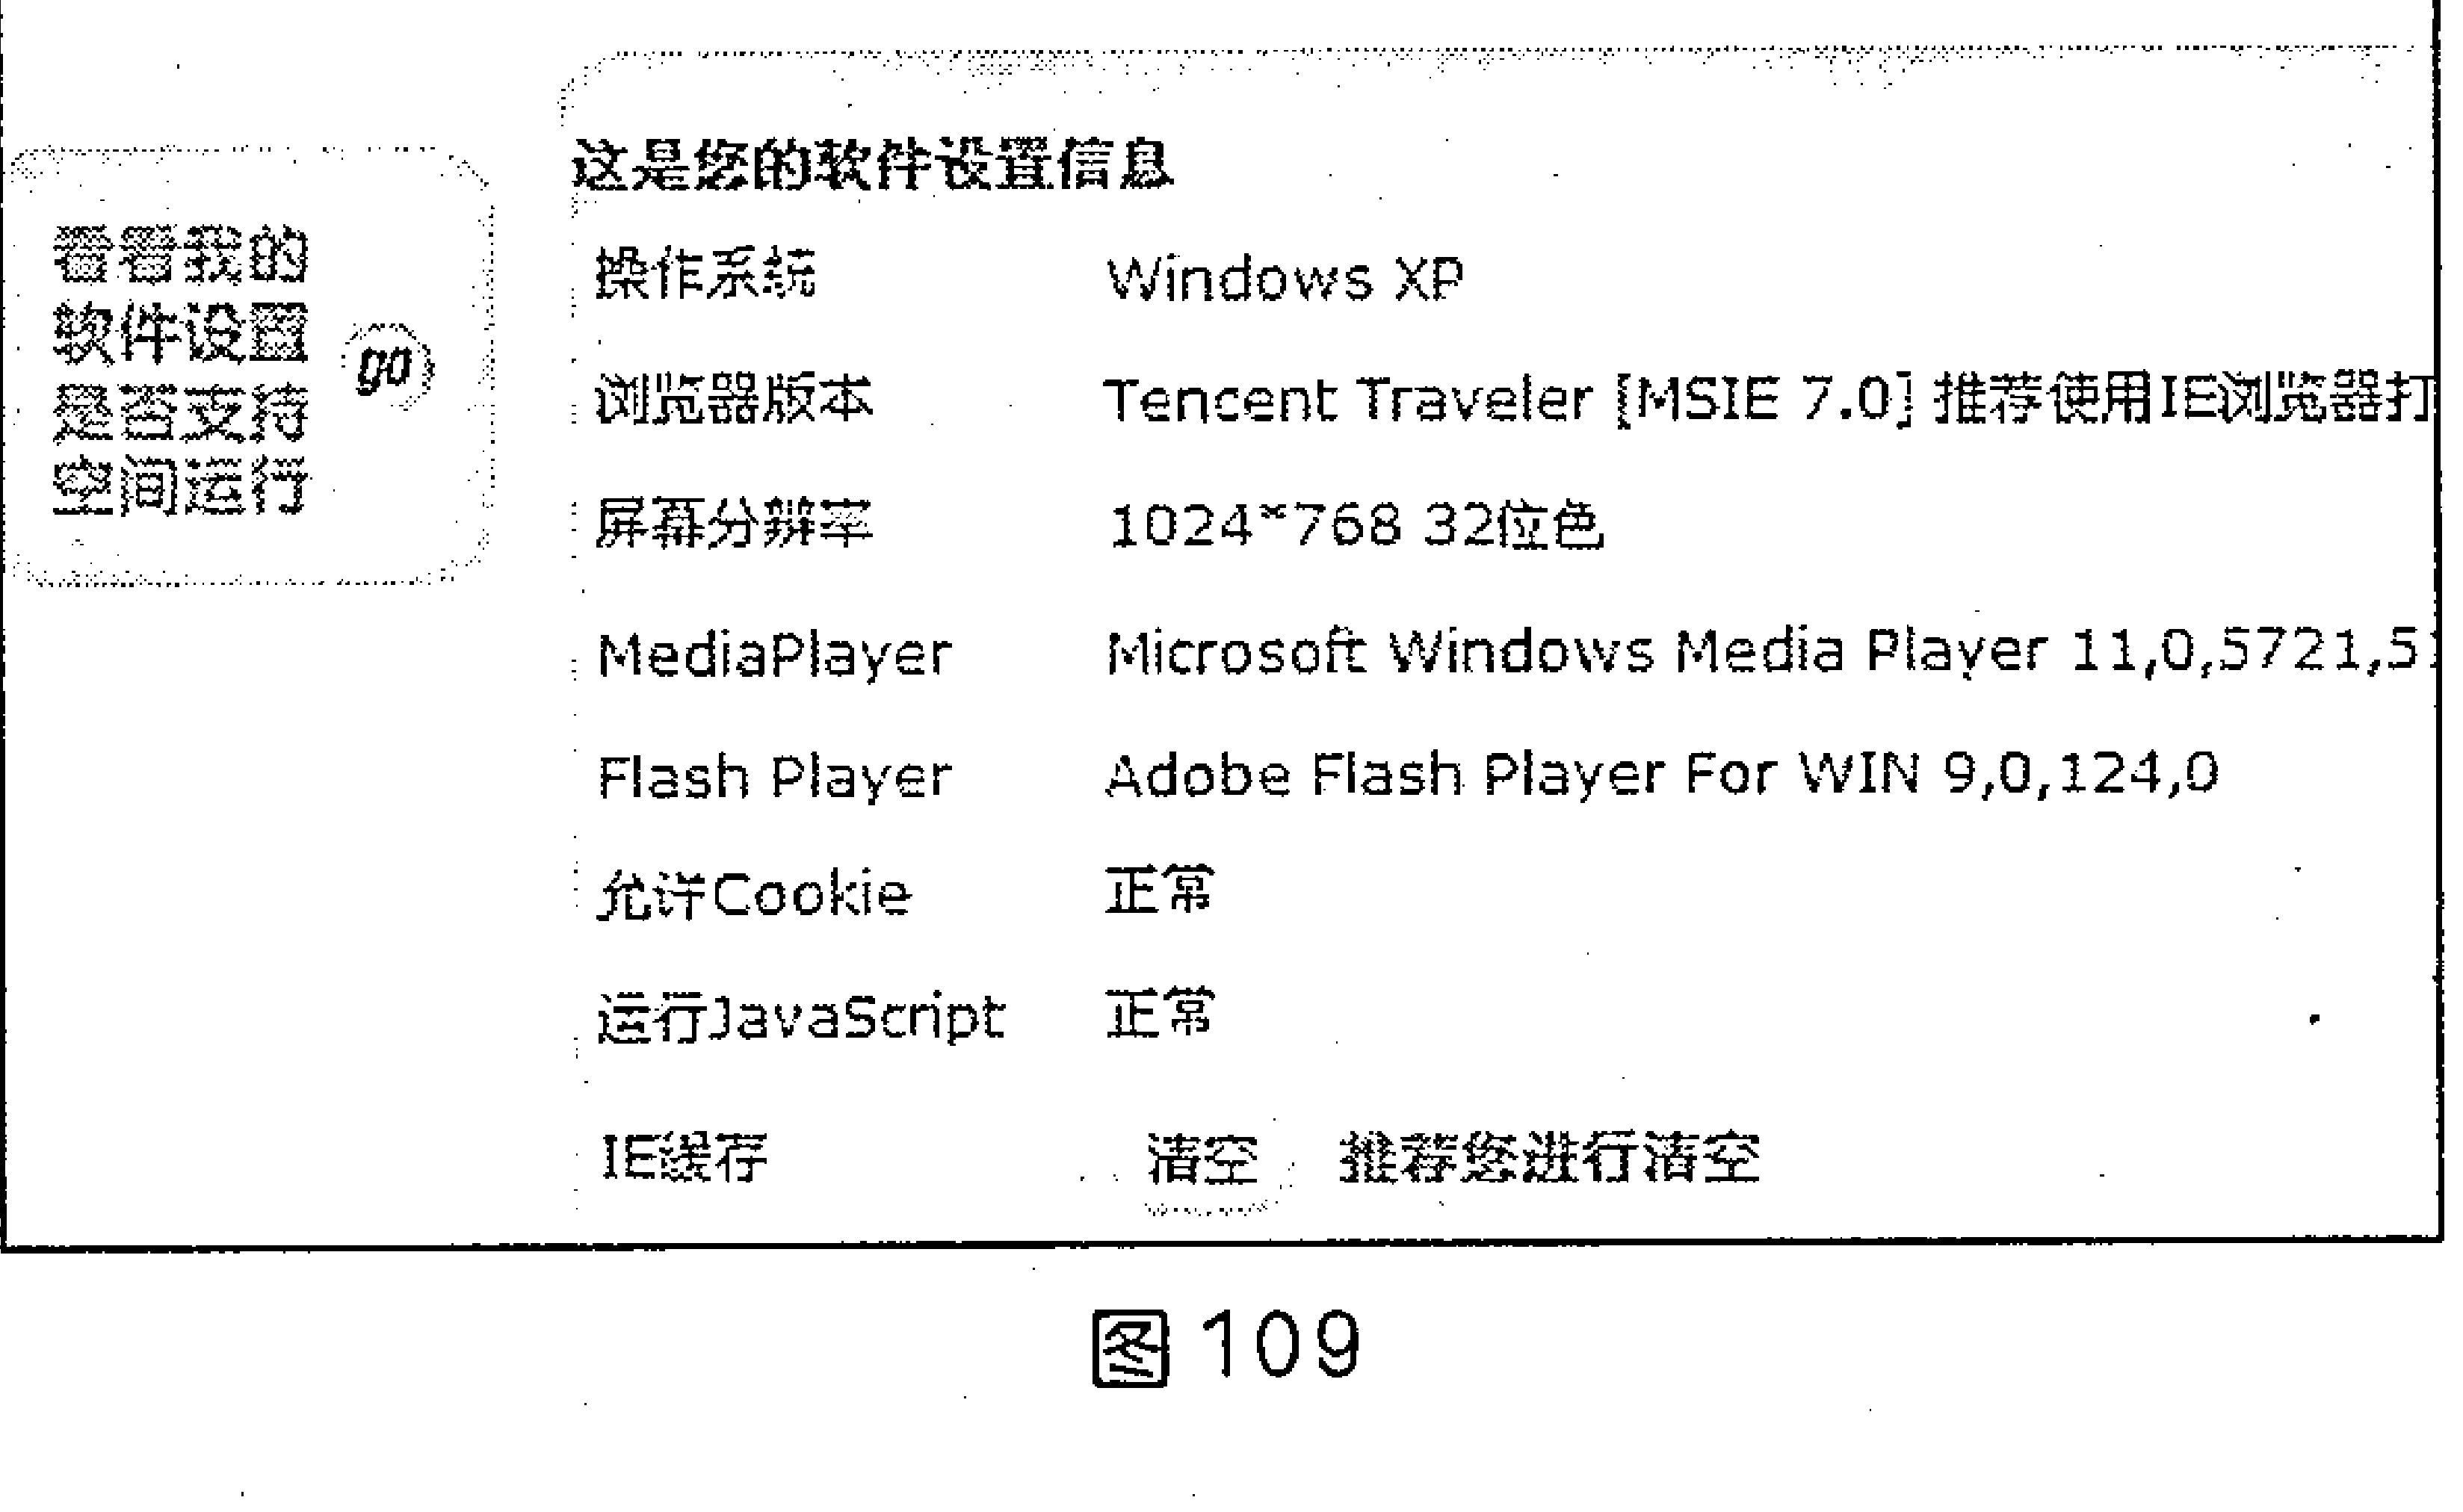 看看我的
软件设置
是否支持
空间运行
go
这是您的软件设置信息
操作系统 Windows XP
浏览器版本 Tencent Traveler [MSIE 7.0] 推荐使用IE浏览器打
屏幕分辨率 1024*768 32位色
MediaPlayer Microsoft Windows Media Player 11,0,5721,51
Flash Player Adobe Flash Player For WIN 9,0,124,0
允许Cookie 正常
运行JavaScript 正常
IE缓存 清空 推荐您进行清空
图 109